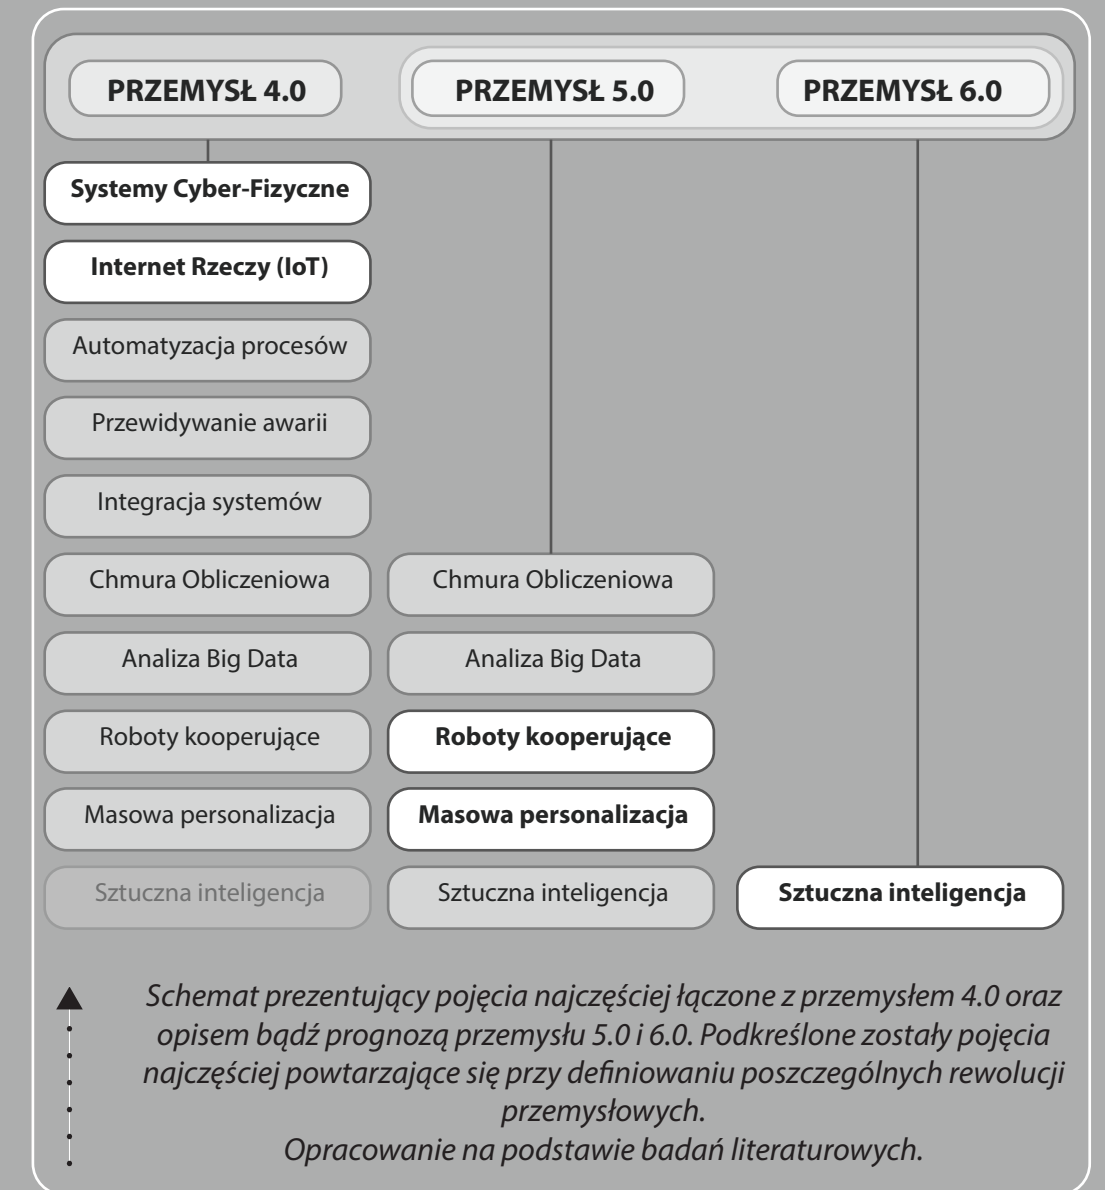 PRZEMYSŁ 4.0
PRZEMYSŁ 5.0
PRZEMYSŁ 6.0
Systemy Cyber-Fizyczne
Internet Rzeczy (IoT)
Automatyzacja procesów
Przewidywanie awarii
Integracja systemów
Chmura Obliczeniowa
Chmura Obliczeniowa
Analiza Big Data
Analiza Big Data
Roboty kooperujące
Roboty kooperujące
Masowa personalizacja
Masowa personalizacja
Sztuczna inteligencja
Sztuczna inteligencja
Sztuczna inteligencja
Schemat prezentujący pojęcia najczęściej łączone z przemysłem 4.0 oraz
opisem bądź prognozą przemysłu 5.0 i 6.0. Podkreślone zostały pojęcia
najczęściej powtarzające się przy definiowaniu poszczególnych rewolucji
przemysłowych.
Opracowanie na podstawie badań literaturowych.